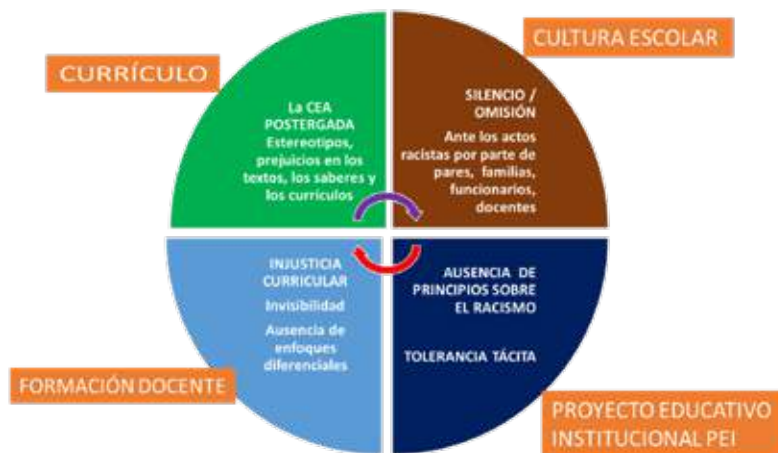 CURRÍCULO
La CEA
POSTERGADA
Estereotipos,
prejuicios en los
textos, los saberes y
los currículos
CULTURA ESCOLAR
SILENCIO /
OMISIÓN
Ante los actos
racistas por parte de
pares, familias,
funcionarios,
docentes
INJUSTICIA
CURRICULAR
Invisibilidad
Ausencia de
enfoques
diferenciales
FORMACIÓN DOCENTE
AUSENCIA DE
PRINCIPIOS SOBRE
EL RACISMO
TOLERANCIA TÁCITA
PROYECTO EDUCATIVO
INSTITUCIONAL PEI